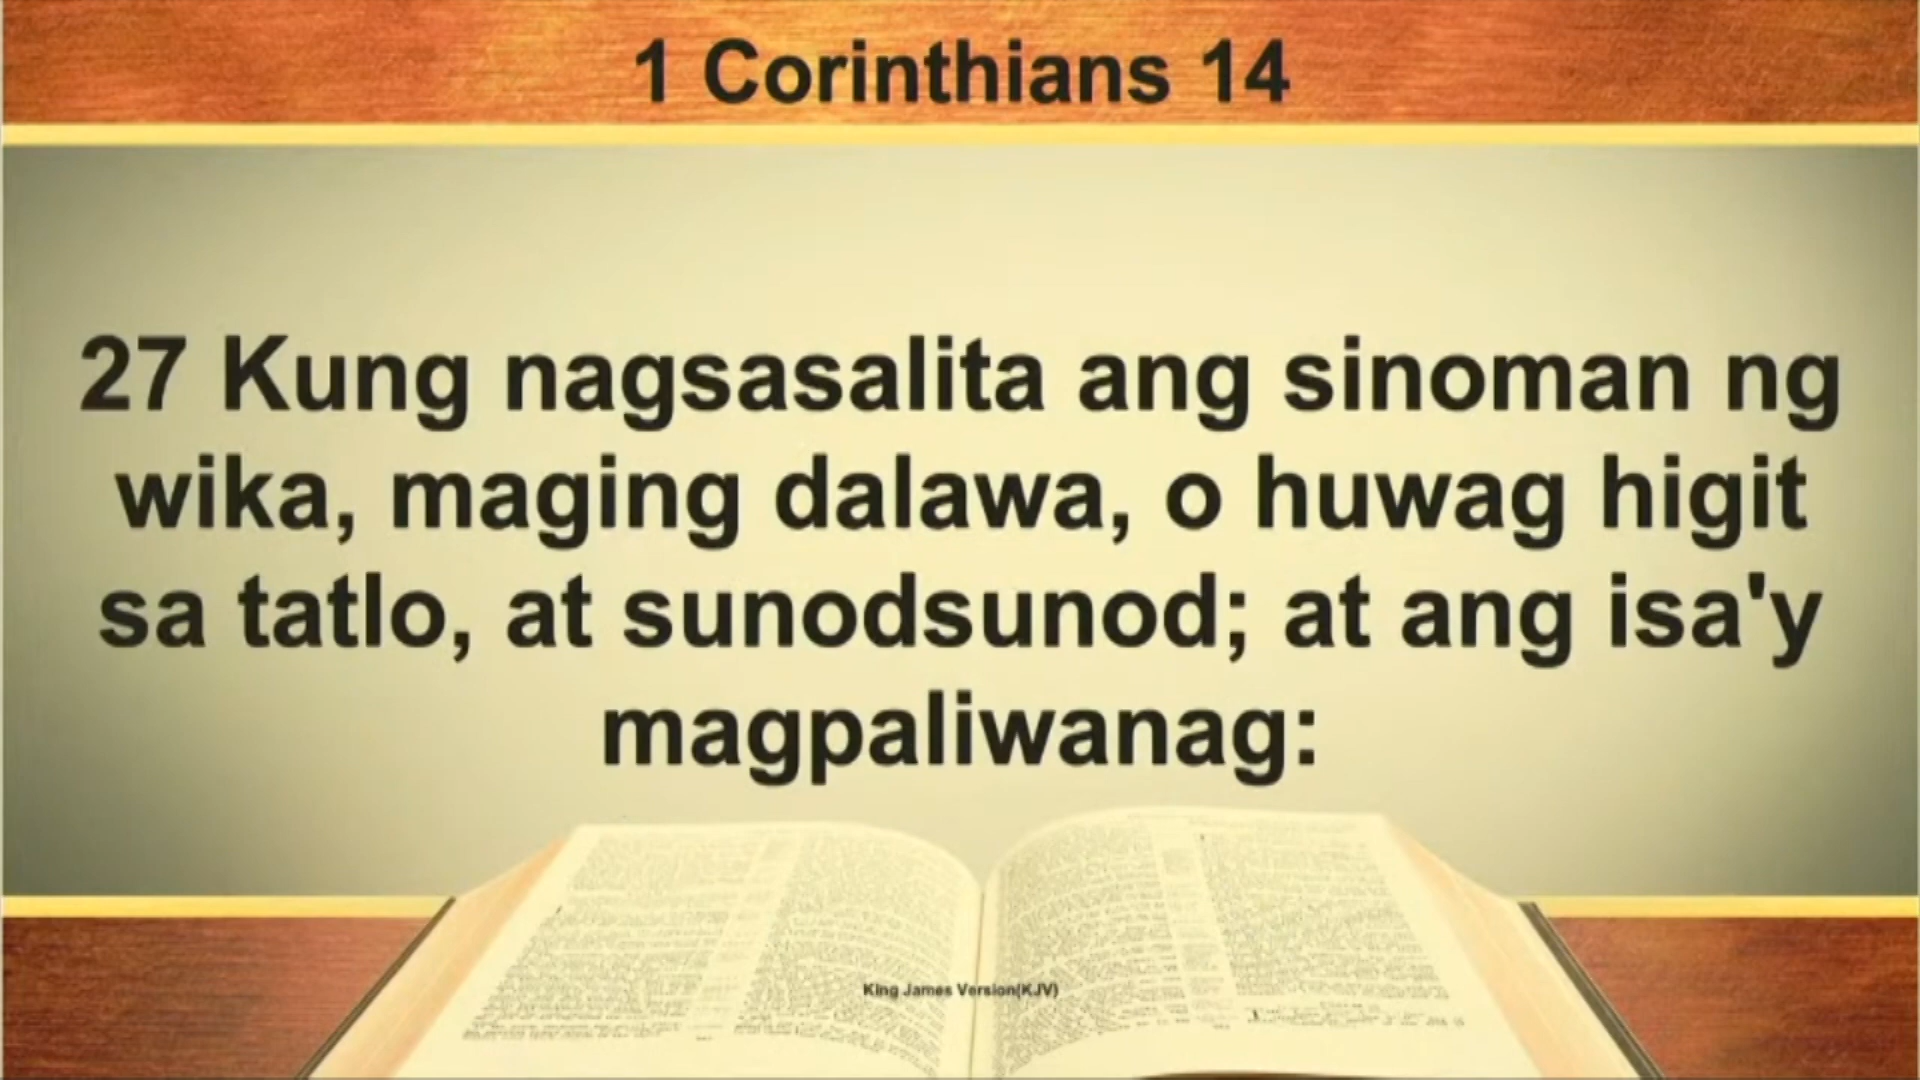 1 Corinthians 14
27 Kung nagsasalita ang sinoman ng
wika, maging dalawa, o huwag higit
sa tatlo, at sunodsunod; at ang isa'y
magpaliwanag:
King James Version(KJV)